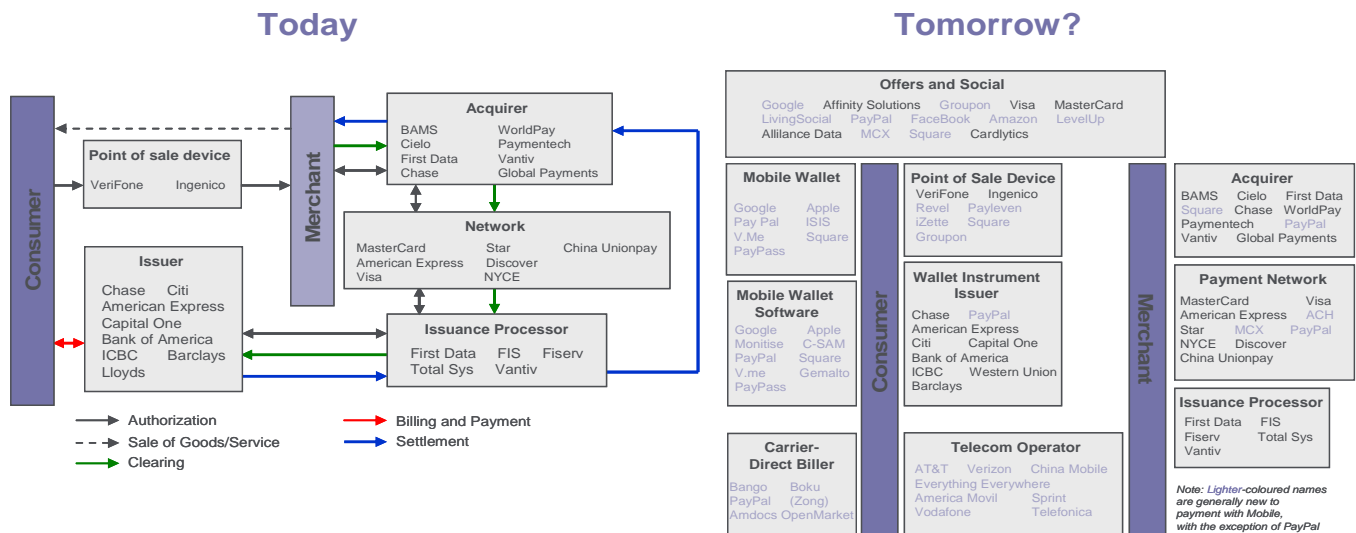 Today
Consumer
Point of sale device
VeriFone Ingenico
Merchant
Acquirer
BAMS WorldPay
Cielo Paymentech
First Data Vantiv
Chase Global Payments
Network
MasterCard Star China Unionpay
American Express Discover
Visa NYCE
Issuer
Chase Citi
American Express
Capital One
Bank of America
ICBC Barclays
Lloyds
Issuance Processor
First Data FIS Fiserv
Total Sys Vantiv
Authorization
Sale of Goods/Service
Clearing
Billing and Payment
Settlement
Tomorrow?
Offers and Social
Google Affinity Solutions Groupon Visa MasterCard
LivingSocial PayPal FaceBook Amazon LevelUp
Allilance Data MCX Square Cardlytics
Mobile Wallet
Google Apple
Pay Pal ISIS
V.Me Square
PayPass
Mobile Wallet
Software
Google Apple
Monitise C-SAM
PayPal Square
V.me Gemalto
PayPass
Carrier-
Direct Biller
Bango Boku
PayPal (Zong)
Amdocs OpenMarket
Consumer
Point of Sale Device
VeriFone Ingenico
Revel Payleven
iZette Square
Groupon
Wallet Instrument
Issuer
Chase PayPal
American Express
Citi Capital One
Bank of America
ICBC Western Union
Barclays
Telecom Operator
AT&T Verizon China Mobile
Everything Everywhere
America Movil Sprint
Vodafone Telefonica
Merchant
Acquirer
BAMS Cielo First Data
Square Chase WorldPay
Paymentech PayPal
Vantiv Global Payments
Payment Network
MasterCard Visa
American Express ACH
Star MCX PayPal
NYCE Discover
China Unionpay
Issuance Processor
First Data FIS
Fiserv Total Sys
Vantiv
Note: Lighter-coloured names
are generally new to
payment with Mobile,
with the exception of PayPal